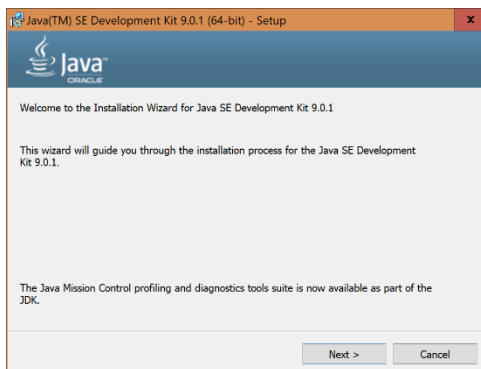 Java(TM) SE Development Kit 9.0.1 (64-bit) - Setup
x
Java™
ORACLE
Welcome to the Installation Wizard for Java SE Development Kit 9.0.1
This wizard will guide you through the installation process for the Java SE Development
Kit 9.0.1.
The Java Mission Control profiling and diagnostics tools suite is now available as part of the
JDK.
Next >
Cancel